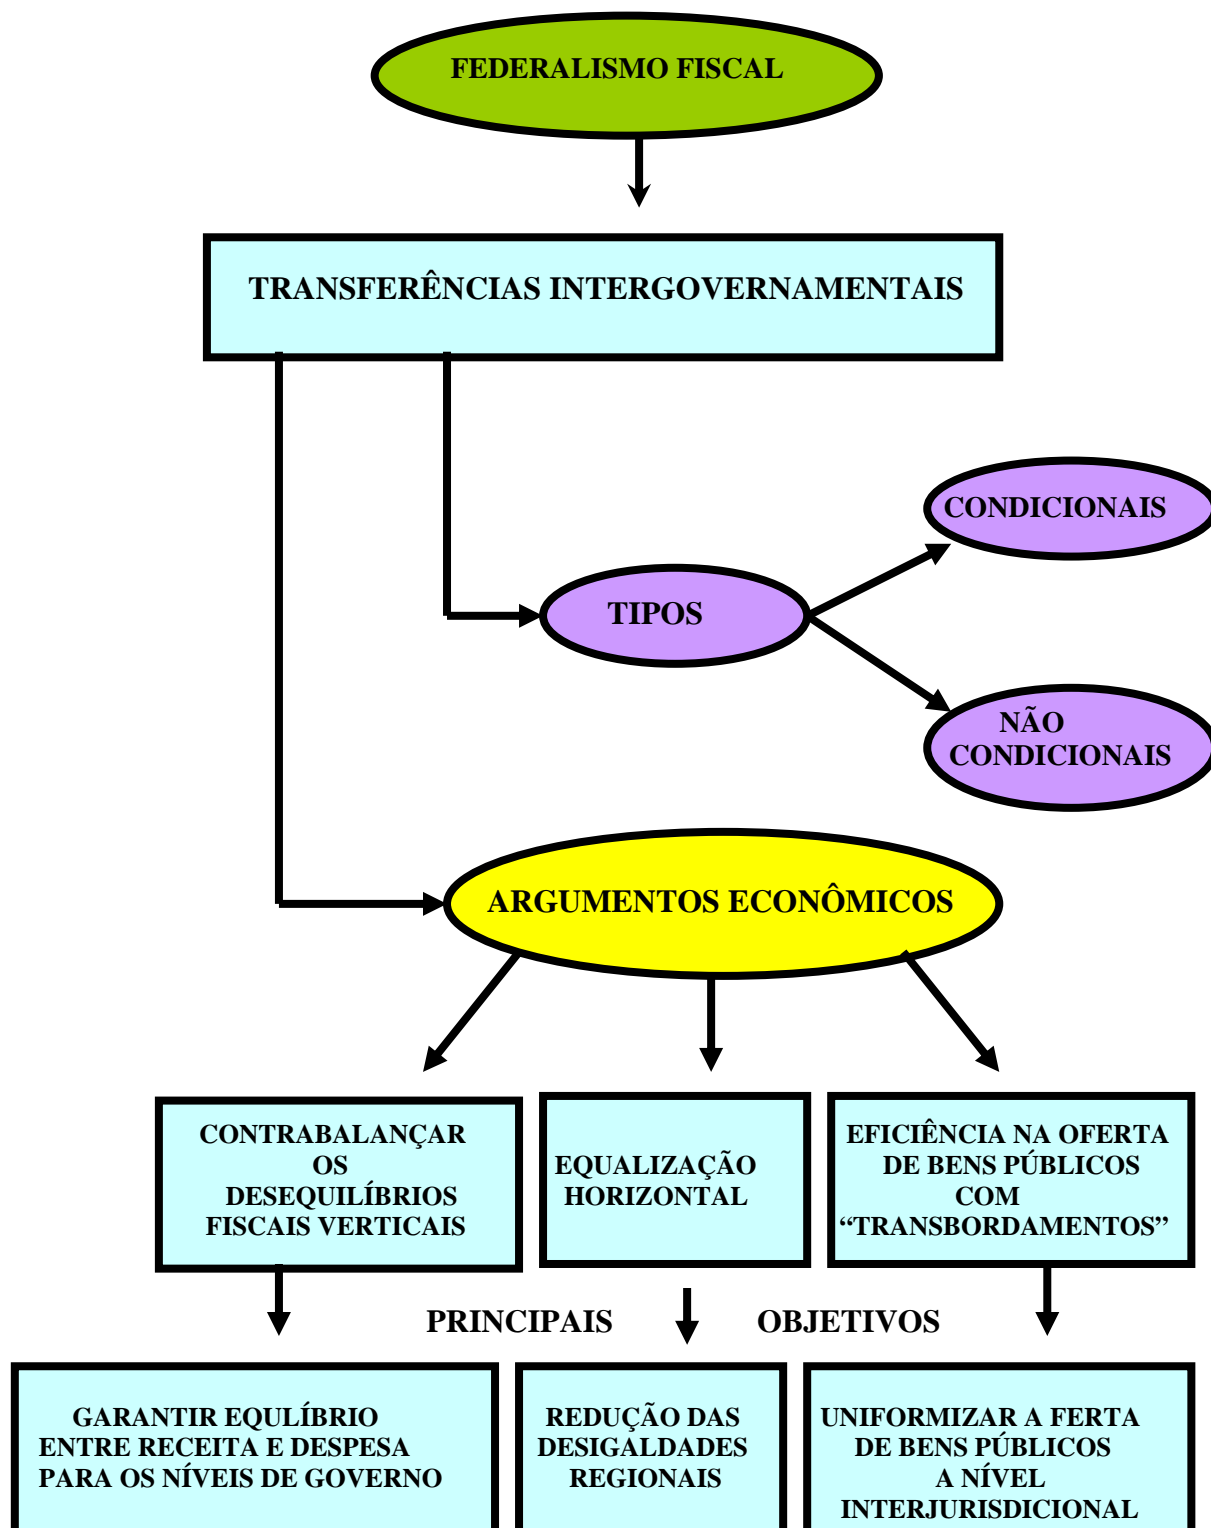 FEDERALISMO FISCAL
TRANSFERÊNCIAS INTERGOVERNAMENTAIS
CONDICIONAIS
TIPOS
NÃO
CONDICIONAIS
ARGUMENTOS ECONÔMICOS
CONTRABALANÇAR
OS
DESEQUILÍBRIOS
FISCAIS VERTICAIS
EQUALIZAÇÃO
HORIZONTAL
EFICIÊNCIA NA OFERTA
DE BENS PÚBLICOS
COM
“TRANSBORDAMENTOS”
PRINCIPAIS OBJETIVOS
GARANTIR EQULÍBRIO
ENTRE RECEITA E DESPESA
PARA OS NÍVEIS DE GOVERNO
REDUÇÃO DAS
DESIGALDADES
REGIONAIS
UNIFORMIZAR A FERTA
DE BENS PÚBLICOS
A NÍVEL
INTERJURISDICIONAL